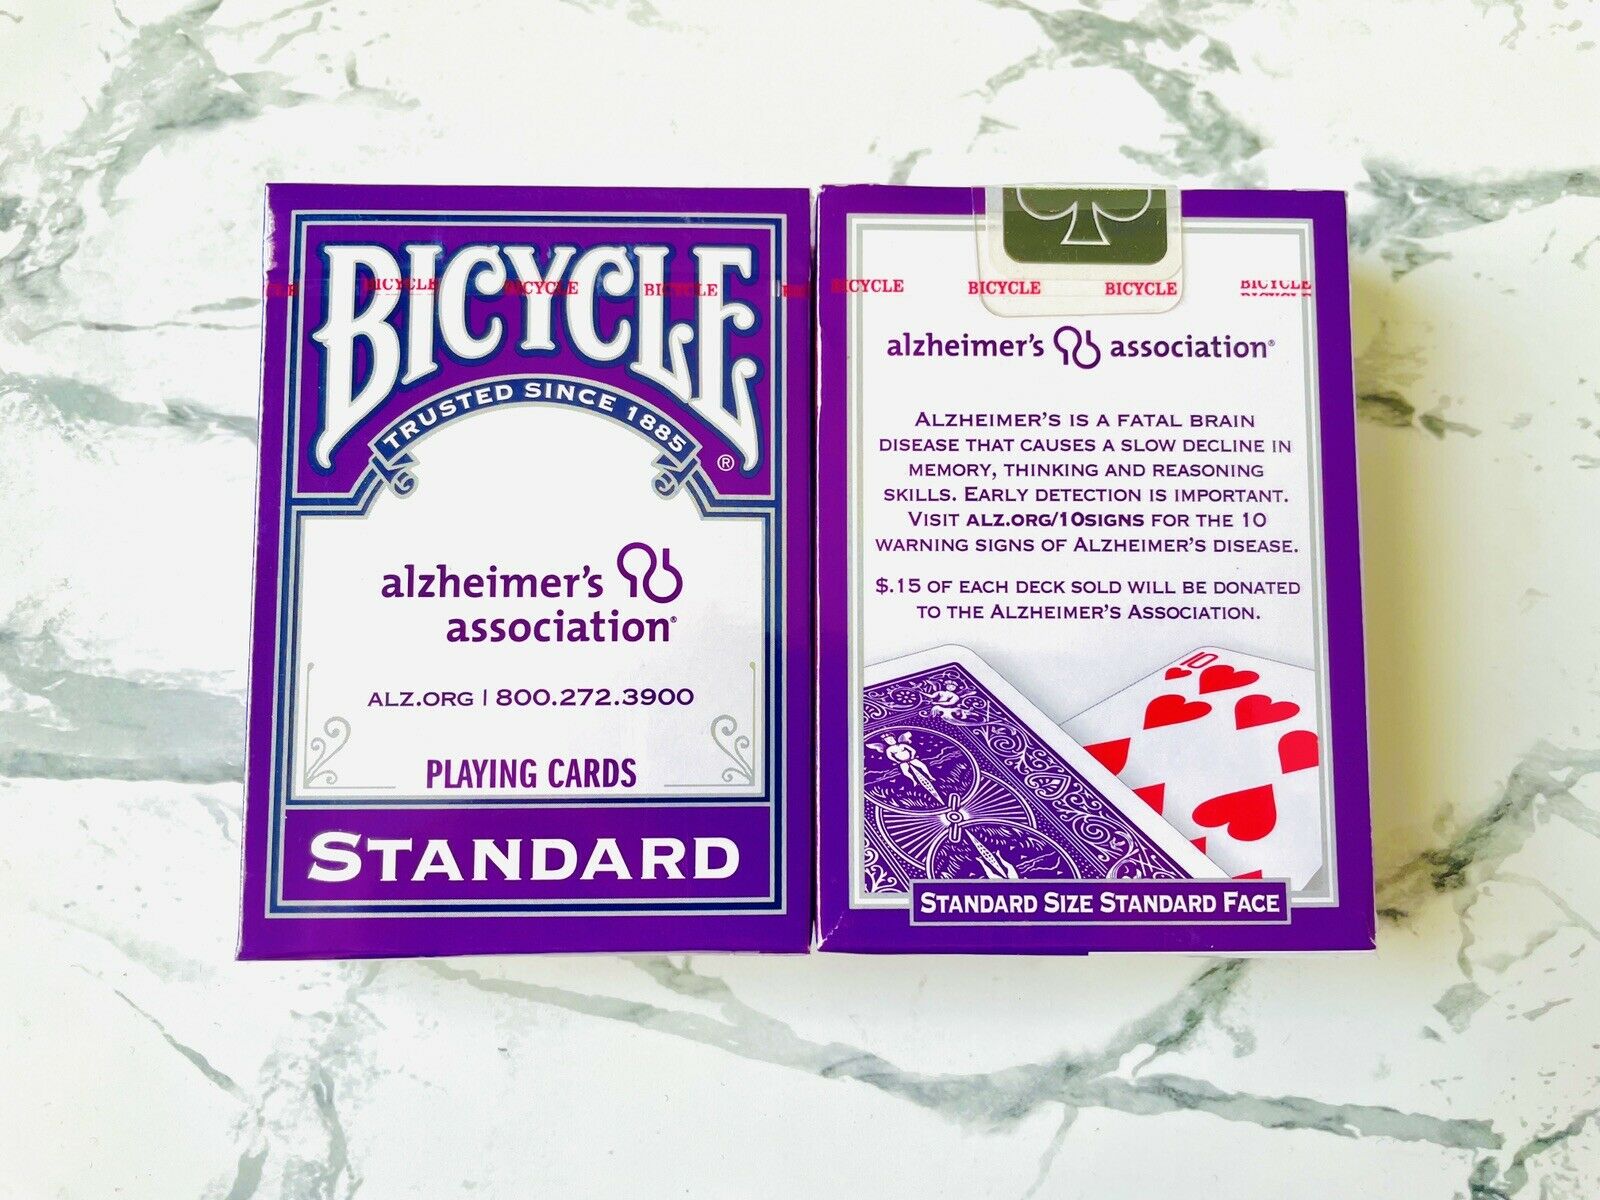 BICYCLE
BICYCLE BICYCLE BICYCLE
TRUSTED SINCE 1885
®
alzheimer's
association®
ALZ.ORG | 800.272.3900
PLAYING CARDS
STANDARD
BICYCLE BICYCLE BICYCLE BICYCLE
alzheimer's association®
ALZHEIMER'S IS A FATAL BRAIN
DISEASE THAT CAUSES A SLOW DECLINE IN
MEMORY, THINKING AND REASONING
SKILLS. EARLY DETECTION IS IMPORTANT.
VISIT ALZ.ORG/10SIGNS FOR THE 10
WARNING SIGNS OF ALZHEIMER'S DISEASE.
$.15 OF EACH DECK SOLD WILL BE DONATED
TO THE ALZHEIMER'S ASSOCIATION.
10
STANDARD SIZE STANDARD FACE